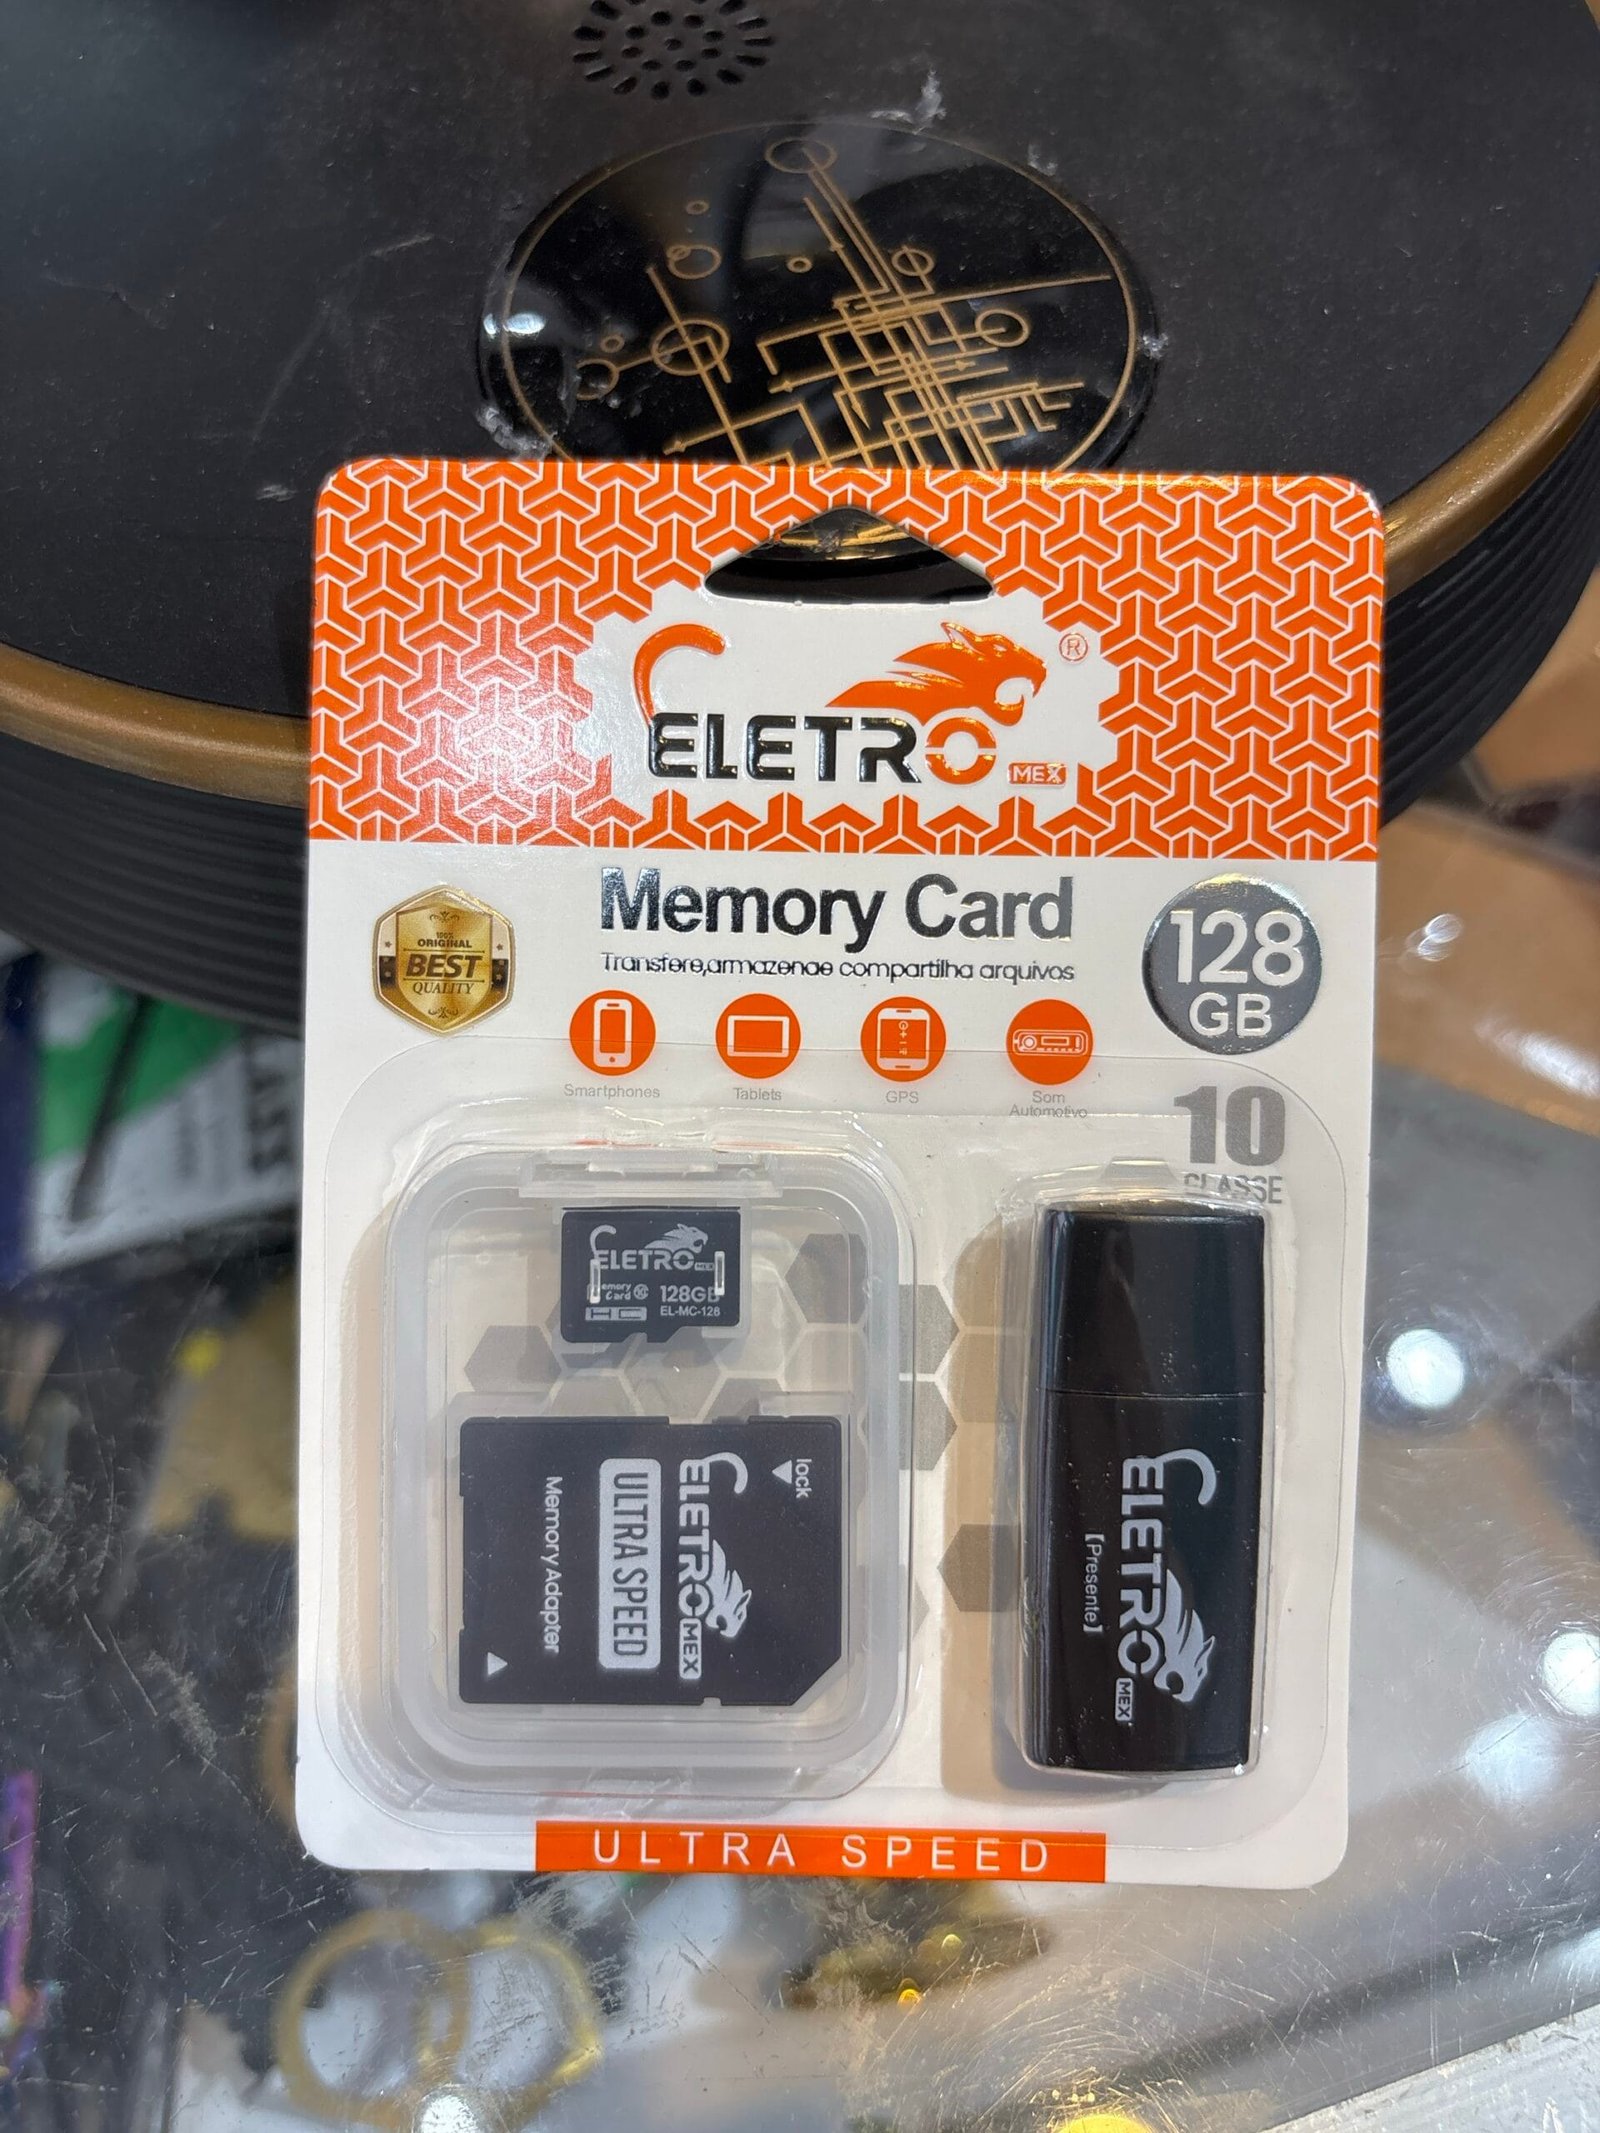 ELETRO ®
MEX
Memory Card
Transfere,armazenae compartilha arquivos
100%
ORIGINAL
BEST
QUALITY
128
GB
Smartphones
Tablets
GPS
Som
Automotivo
10
CLASSE
ELETRO MEX
Memory
Card 10 128GB
HC EL-MC-128
lock
ELETRO MEX
ULTRA SPEED
Memory Adapter
ELETRO MEX
【Presente】
ULTRA SPEED